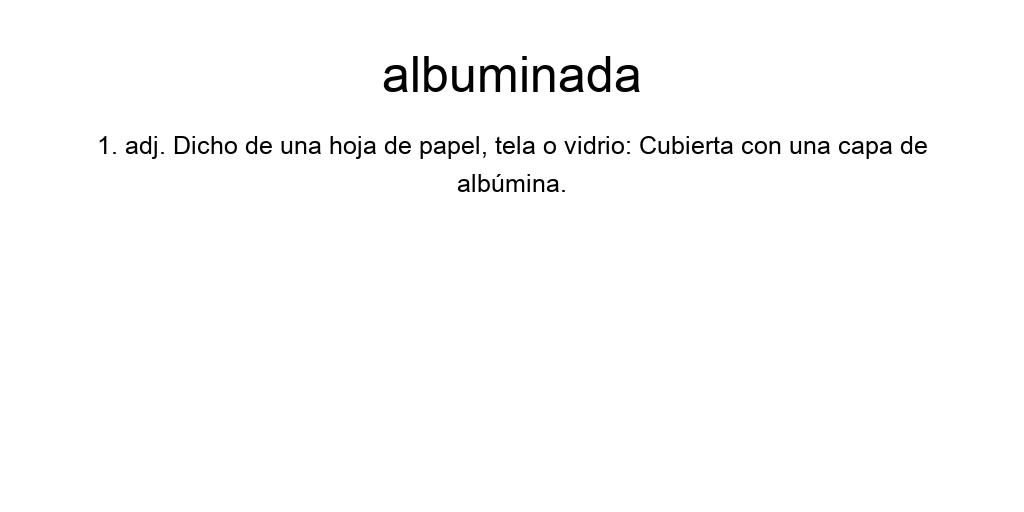 albuminada
1. adj. Dicho de una hoja de papel, tela o vidrio: Cubierta con una capa de
albúmina.